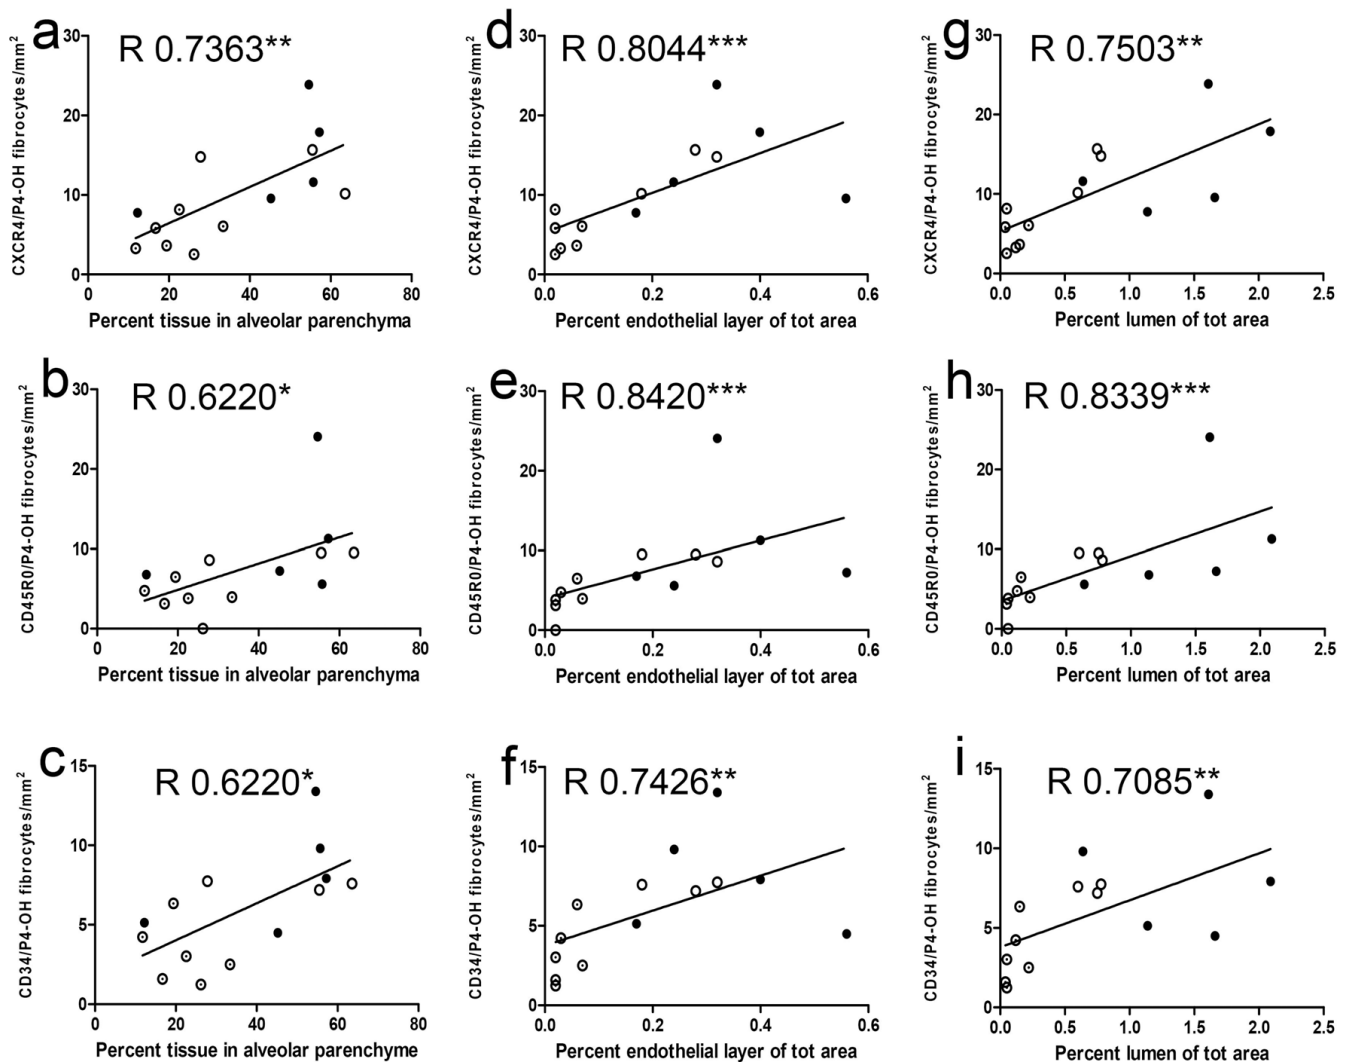 a
R 0.7363**
CXCR4/P4-OH fibrocytes/mm²
30
20
10
0
0 20 40 60 80
Percent tissue in alveolar parenchyma
d
R 0.8044***
CXCR4/P4-OH fibrocytes/mm²
30
20
10
0
0.0 0.2 0.4 0.6
Percent endothelial layer of tot area
g
R 0.7503**
CXCR4/P4-OH fibrocytes/mm²
30
20
10
0
0.0 0.5 1.0 1.5 2.0 2.5
Percent lumen of tot area
b
R 0.6220*
CD45R0/P4-OH fibrocytes/mm²
30
20
10
0
0 20 40 60 80
Percent tissue in alveolar parenchyma
e
R 0.8420***
CD45R0/P4-OH fibrocytes/mm²
30
20
10
0
0.0 0.2 0.4 0.6
Percent endothelial layer of tot area
h
R 0.8339***
CD45R0/P4-OH fibrocytes/mm²
30
20
10
0
0.0 0.5 1.0 1.5 2.0 2.5
Percent lumen of tot area
c
R 0.6220*
CD34/P4-OH fibrocytes/mm²
15
10
5
0
0 20 40 60 80
Percent tissue in alveolar parenchyme
f
R 0.7426**
CD34/P4-OH fibrocytes/mm²
15
10
5
0
0.0 0.2 0.4 0.6
Percent endothelial layer of tot area
i
R 0.7085**
CD34/P4-OH fibrocytes/mm²
15
10
5
0
0.0 0.5 1.0 1.5 2.0 2.5
Percent lumen of tot area